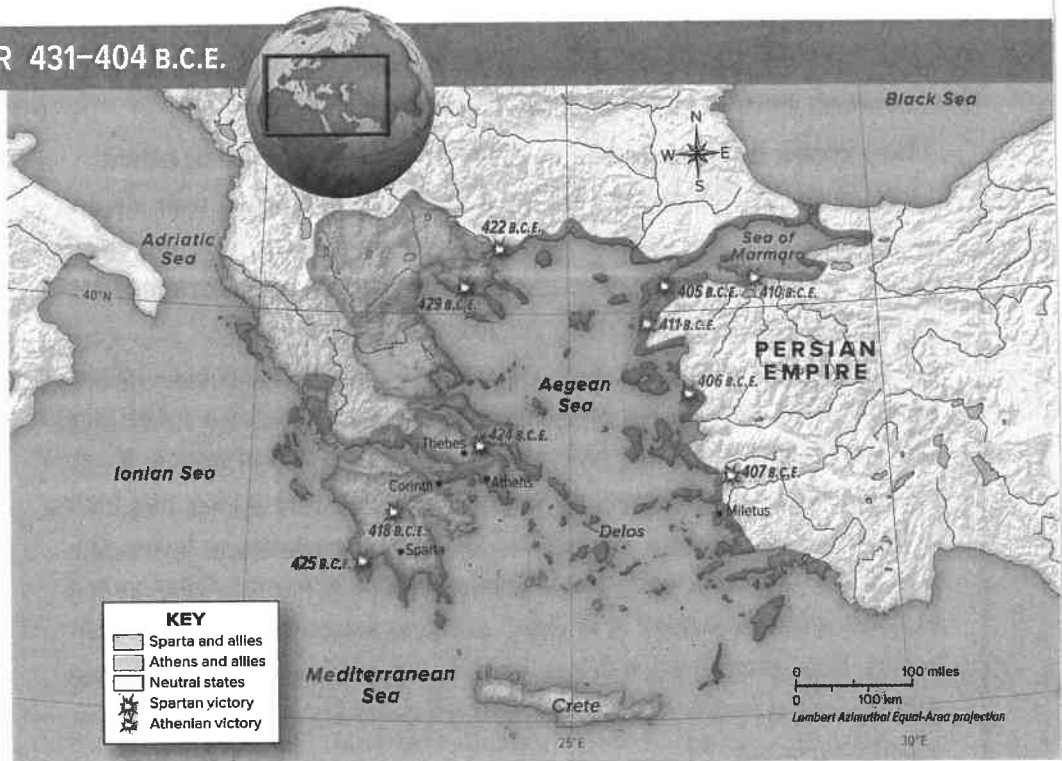 R 431–404 B.C.E.
Black Sea
N
W E
S
Adriatic
Sea
422 B.C.E.
Sea of
Marmara
40°N
429 B.C.E.
405 B.C.E.
410 B.C.E.
411 B.C.E.
PERSIAN
EMPIRE
Aegean
Sea
406 B.C.E.
Thebes
424 B.C.E.
Ionian Sea
Corinth
Athens
407 B.C.E.
Miletus
418 B.C.E.
Delos
Sparta
425 B.C.E.
KEY
Sparta and allies
Athens and allies
Neutral states
Spartan victory
Athenian victory
Mediterranean
Sea
Crete
0 100 miles
0 100 km
Lambert Azimuthal Equal-Area projection
25°E
30°E